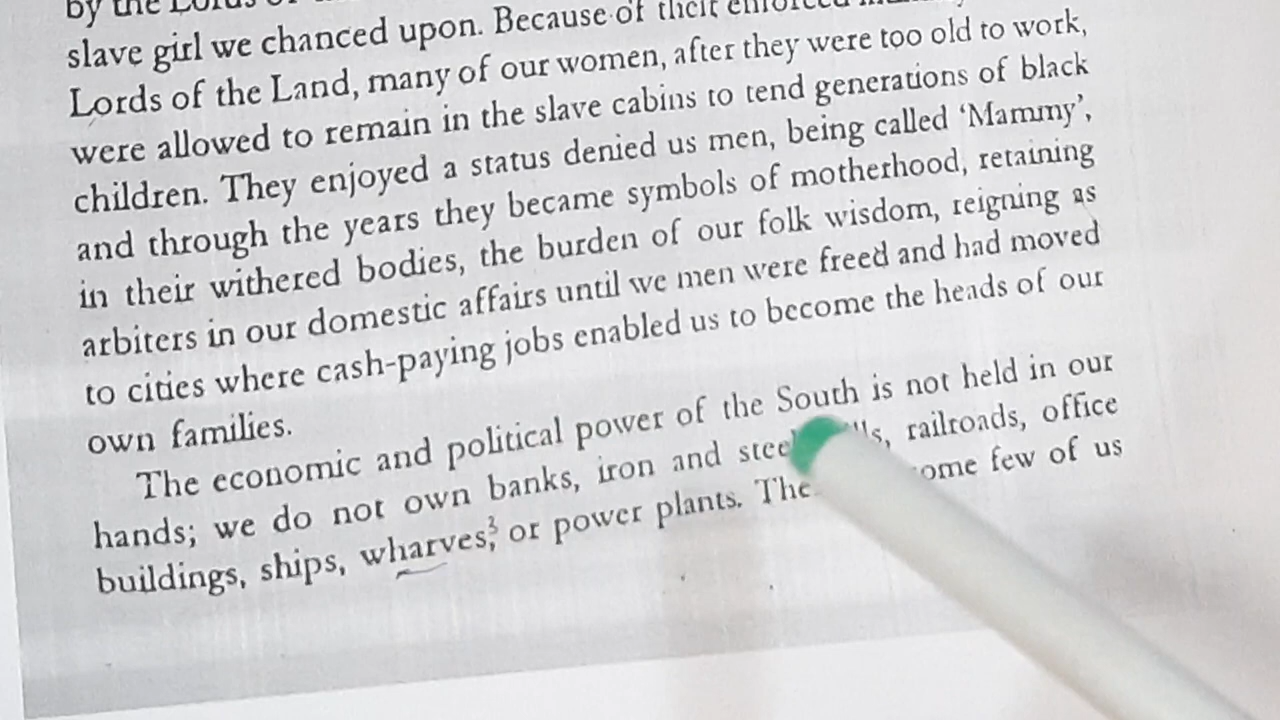 by the
slave girl we chanced upon. Because of their enforced
Lords of the Land, many of our women, after they were too old to work,
were allowed to remain in the slave cabins to tend generations of black
children. They enjoyed a status denied us men, being called ‘Mammy’;
and through the years they became symbols of motherhood, retaining
in their withered bodies, the burden of our folk wisdom, reigning as
arbiters in our domestic affairs until we men were freed and had moved
to cities where cash-paying jobs enabled us to become the heads of our
own families.
The economic and political power of the South is not held in our
hands; we do not own banks, iron and railroads, office
buildings, ships, wharves,³ or power plants. few of us